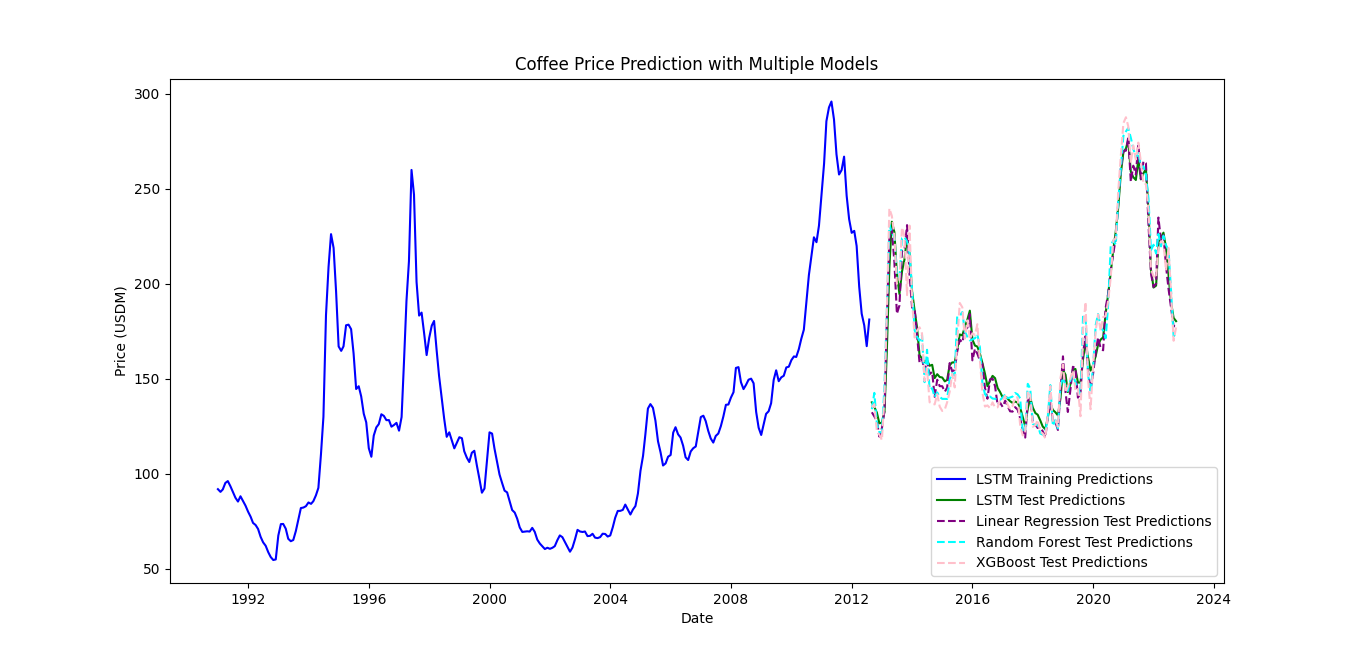 Coffee Price Prediction with Multiple Models
300
250
200
150
100
50
Price (USDM)
1992 1996 2000 2004 2008 2012 2016 2020 2024
Date
LSTM Training Predictions
LSTM Test Predictions
Linear Regression Test Predictions
Random Forest Test Predictions
XGBoost Test Predictions